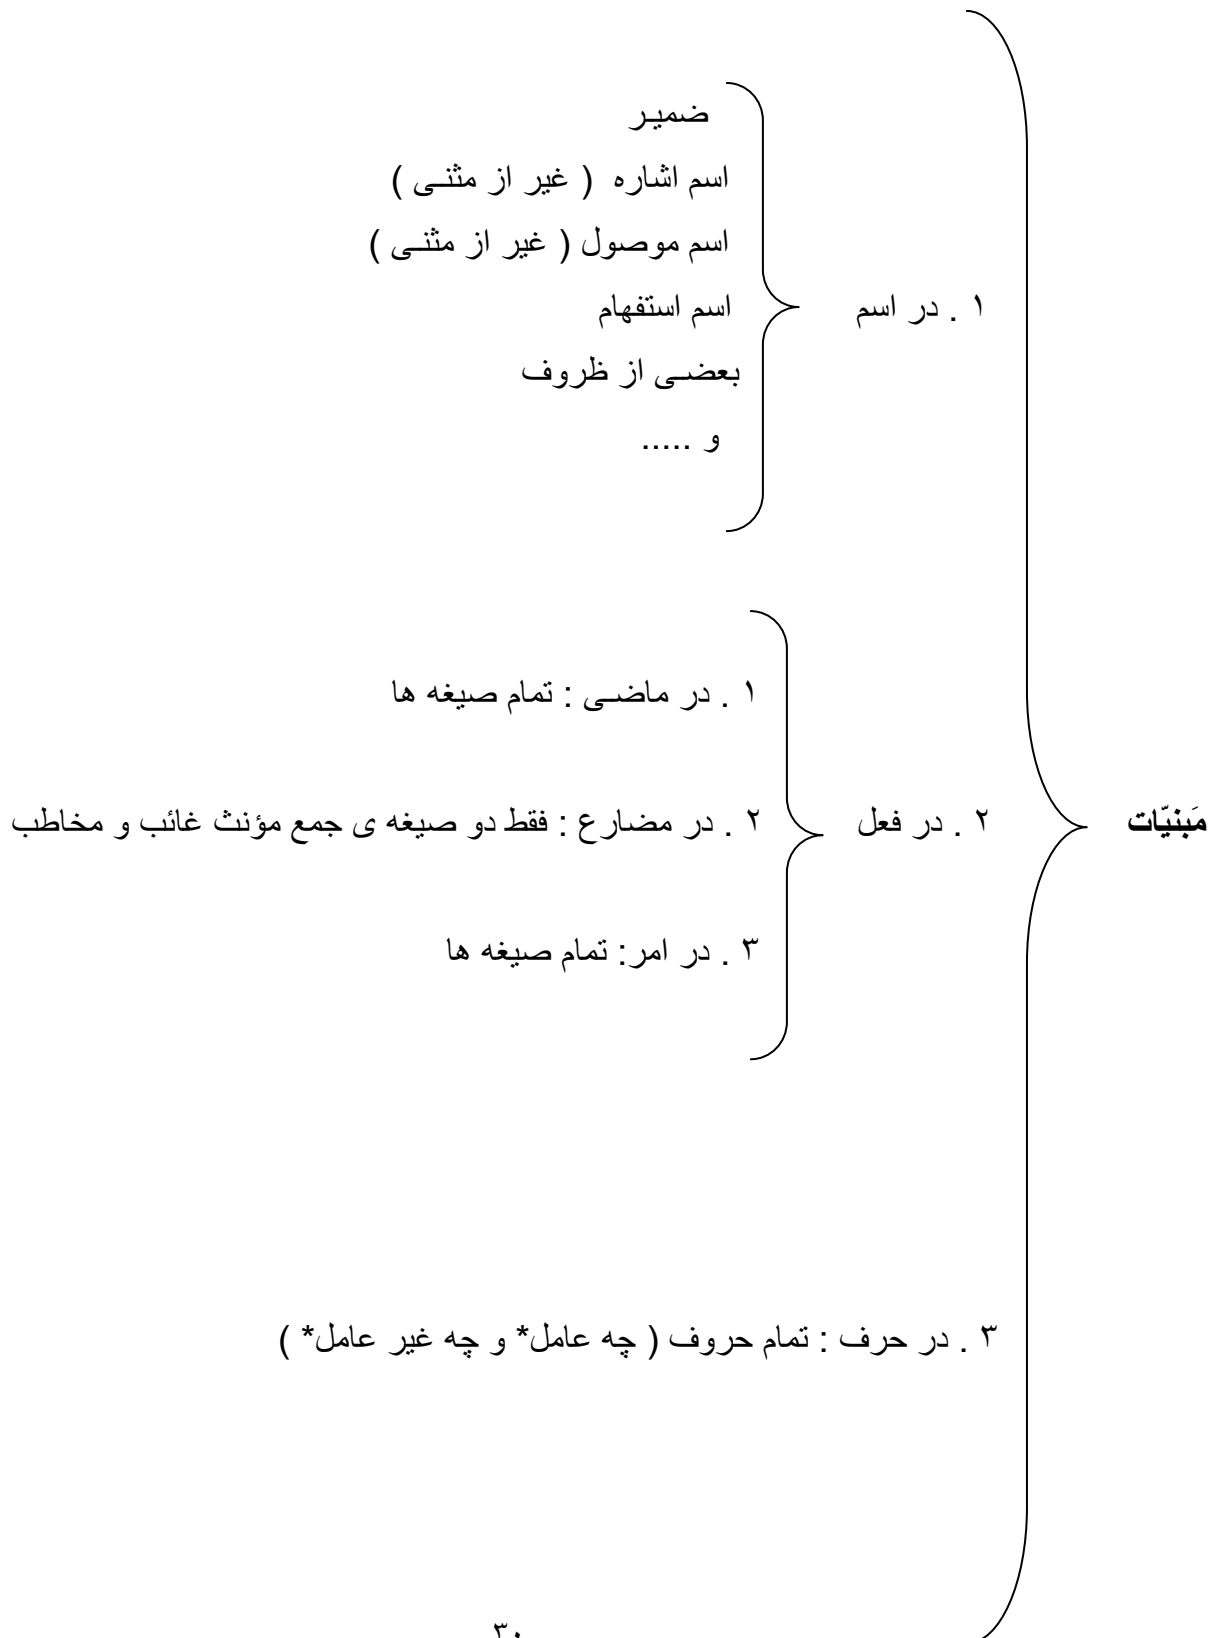 ضمیر
اسم اشاره ( غیر از مثنی )
اسم موصول ( غیر از مثنی )
۱ . در اسم اسم استفهام
بعضی از ظروف
و .....
۱ . در ماضی : تمام صیغه ها
مَبنیّات ۲ . در فعل ۲ . در مضارع : فقط دو صیغه ی جمع مؤنث غائب و مخاطب
۳ . در امر: تمام صیغه ها
۳ . در حرف : تمام حروف ( چه عامل* و چه غیر عامل* )
۳۰